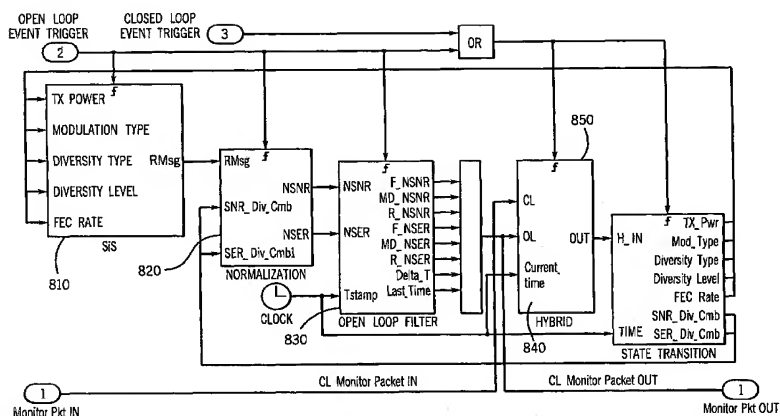 OPEN LOOP
EVENT TRIGGER
2
CLOSED LOOP
EVENT TRIGGER
3
OR
f
TX POWER
MODULATION TYPE
DIVERSITY TYPE
RMsg
DIVERSITY LEVEL
FEC RATE
810
SiS
f
RMsg
NSNR
SNR_Div_Cmb
NSER
SER_Div_Cmb1
820
NORMALIZATION
CLOCK
f
NSNR
NSER
Tstamp
F_NSNR
MD_NSNR
R_NSNR
F_NSER
MD_NSER
R_NSER
Delta_T
Last_Time
830
OPEN LOOP FILTER
850
f
CL
OL
OUT
Current_
time
840
HYBRID
f
H_IN
TIME
TX_Pwr
Mod_Type
Diversity Type
Diversity Level
FEC Rate
SNR_Div_Cmb
SER_Div_Cmb
STATE TRANSITION
1
Monitor Pkt IN
CL Monitor Packet IN
CL Monitor Packet OUT
1
Monitor Pkt OUT